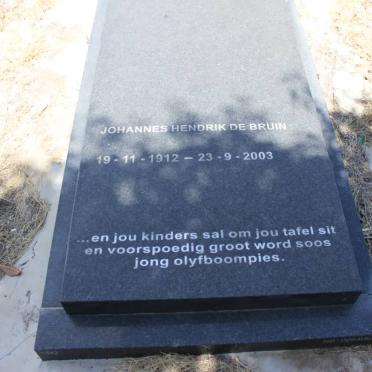 JOHANNES HENDRIK DE BRUIN
19 - 11 - 1912 – 23 - 9 - 2003
...en jou kinders sal om jou tafel sit
en voorspoedig groot word soos
jong olyfboompies.